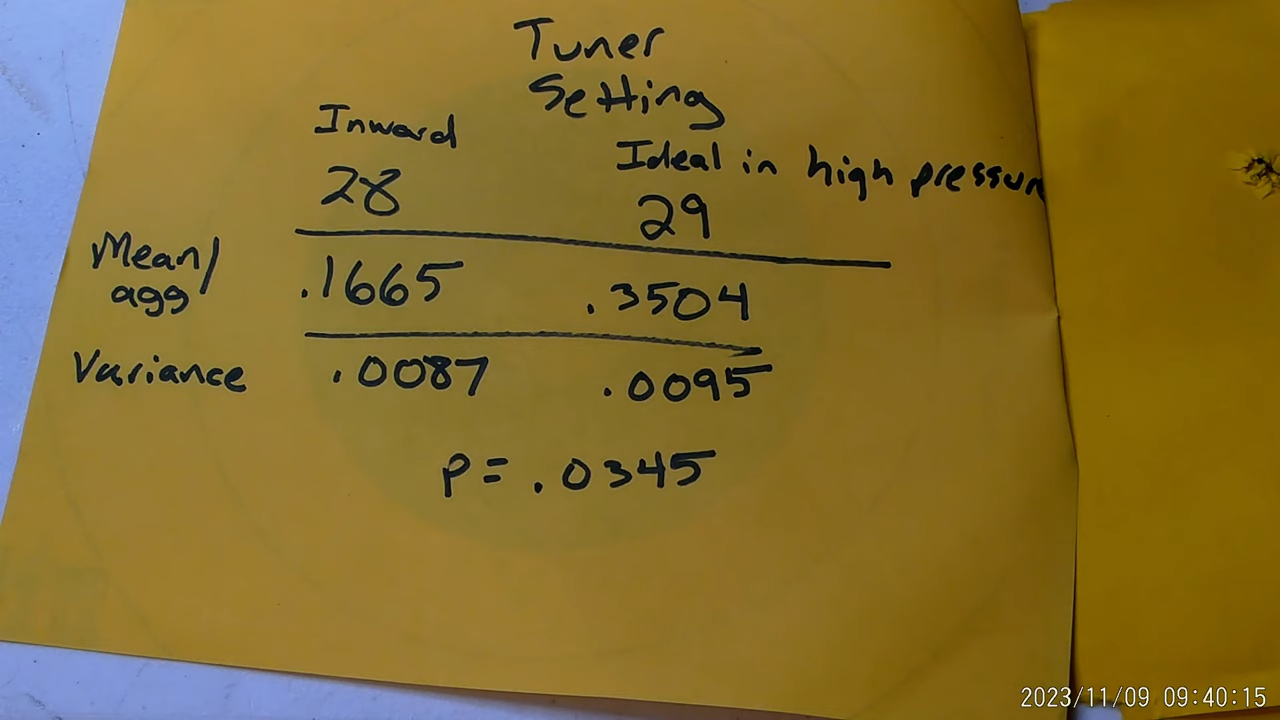 Tuner
Setting
Inward Ideal in high pressure
28 29
Mean/
agg .1665 .3504
Variance .0087 .0095
P = .0345
2023/11/09 09:40:15